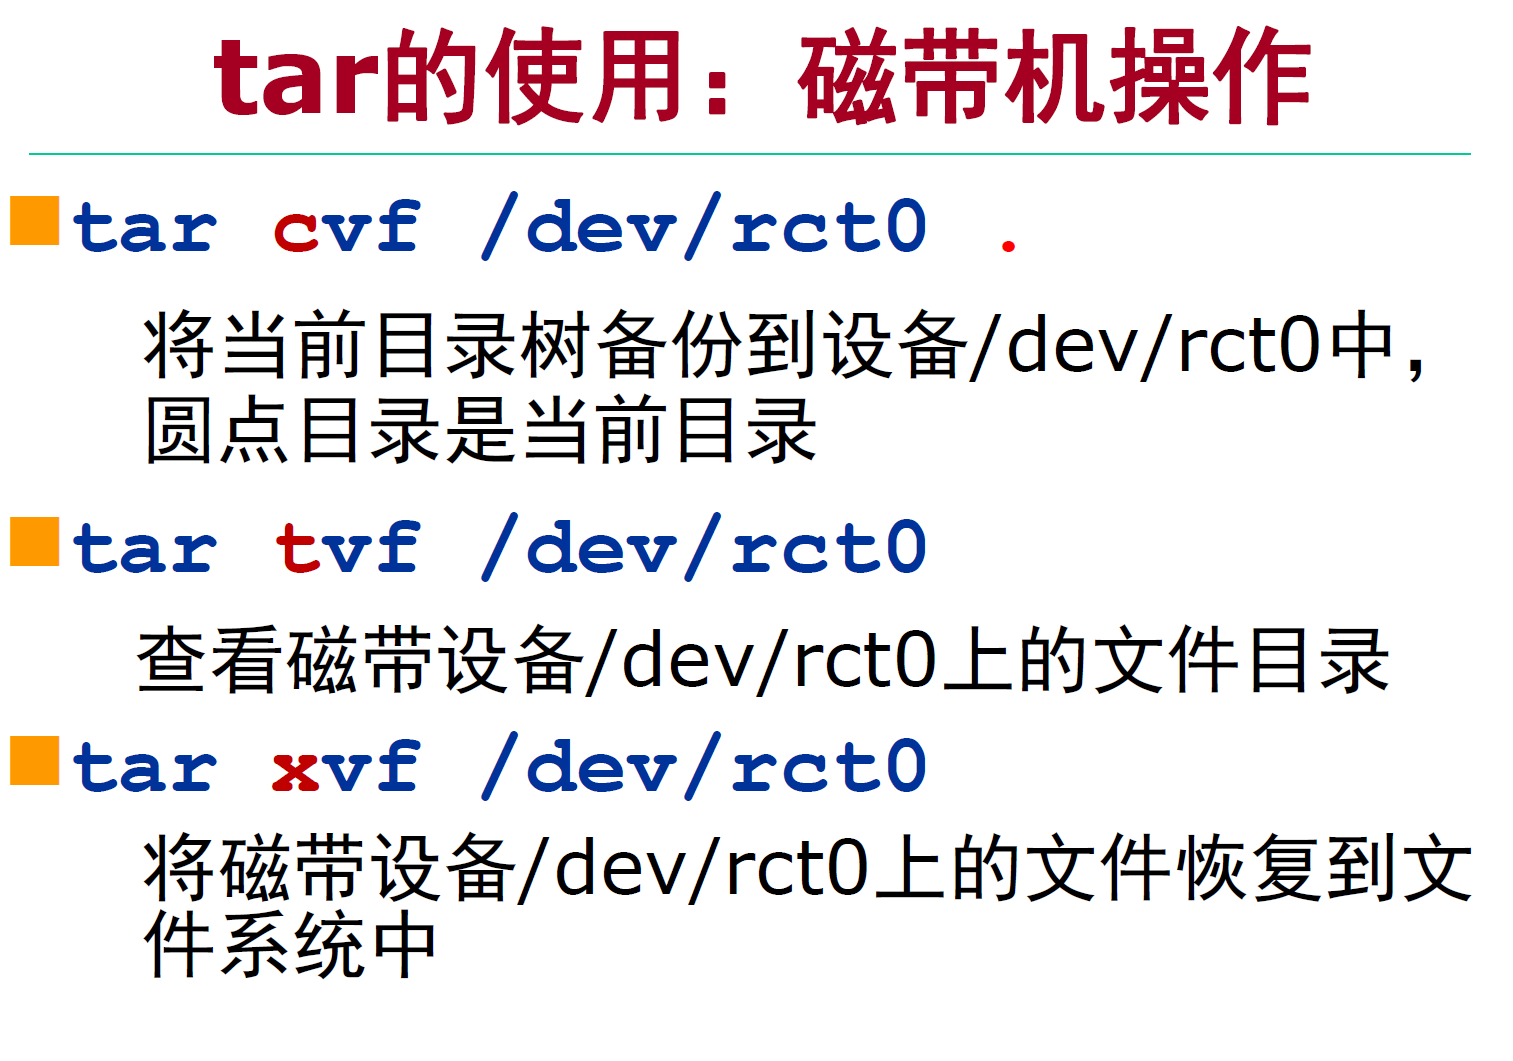 tar的使用：磁带机操作
tar cvf /dev/rct0 .
将当前目录树备份到设备/dev/rct0中，
圆点目录是当前目录
tar tvf /dev/rct0
查看磁带设备/dev/rct0上的文件目录
tar xvf /dev/rct0
将磁带设备/dev/rct0上的文件恢复到文
件系统中